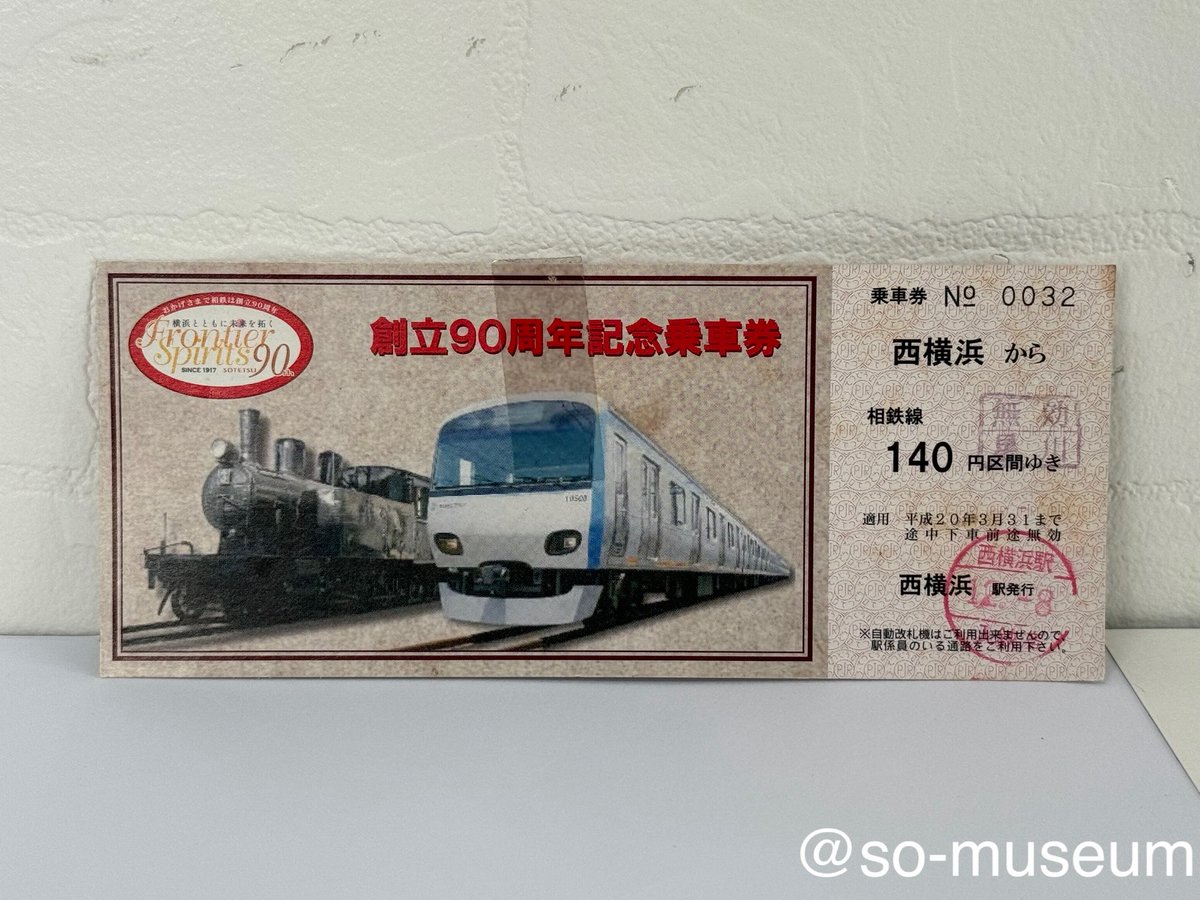 おかげさまで相鉄は創立90周年
横浜とともに未来を拓く
Frontier
Spirits 90
SINCE 1917 SOTETSU
創立90周年記念乗車券
10508
乗車券 № 0032
西横浜 から
相鉄線
140 円区間ゆき
無効
適用 平成20年3月31まで
途中下車前途無効
西横浜駅
西横浜 駅発行
※自動改札機はご利用出来ませんので、
駅係員のいる通路をご利用下さい。
@so-museum